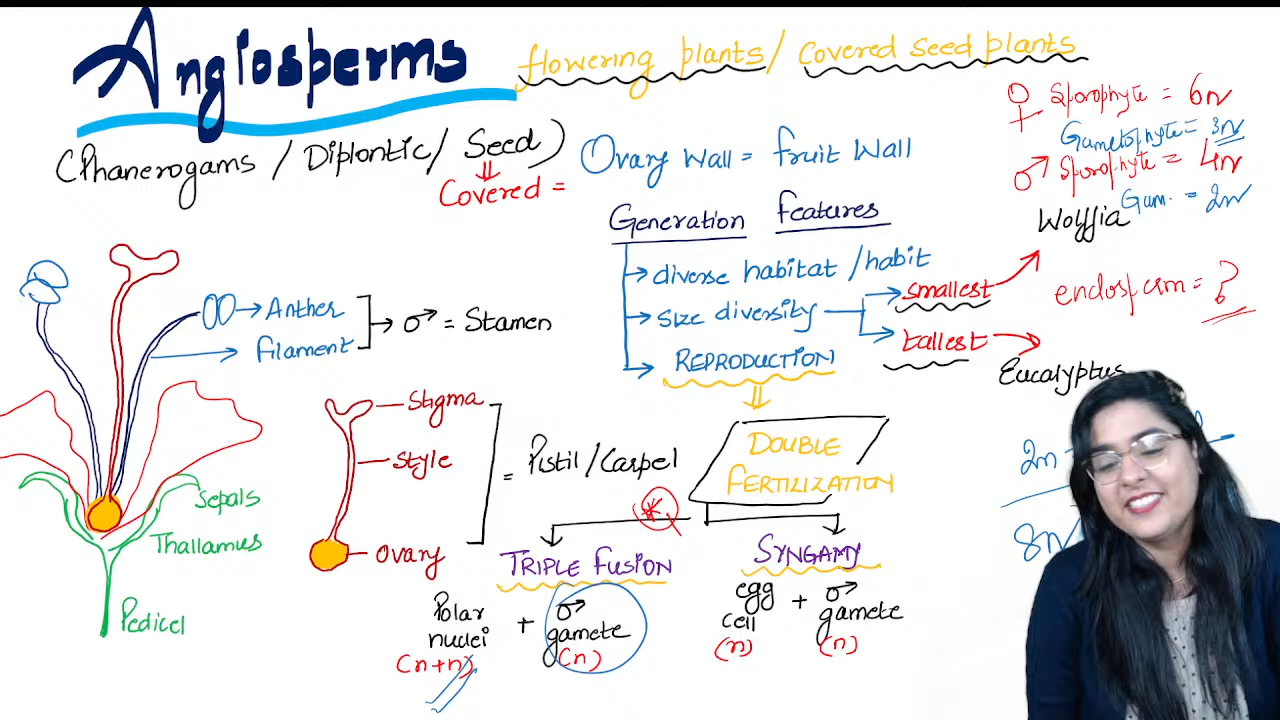 Angiosperms flowering plants/ Covered seed plants
(Phanerogams / Diplontic/ Seed)
Covered =
Ovary Wall = fruit Wall
♀ Sporophyte = 6n
Gametophyte = 3n
♂ Sporophyte = 4n
Gam. = 2n
Generation features
diverse habitat /habit
size diversity
smallest
Wolffia
tallest
Eucalyptus
REPRODUCTION
endosperm = ?
Anther
filament
♂ = Stamen
Stigma
Style
Ovary
= Pistil/Carpel
Sepals
Thallamus
Pedicel
DOUBLE
FERTILIZATION
TRIPLE FUSION
Polar
nuclei
(n+n)
+
♂
gamete
(n)
SYNGAMY
egg
cell
(n)
+
♂
gamete
(n)
2n
8n